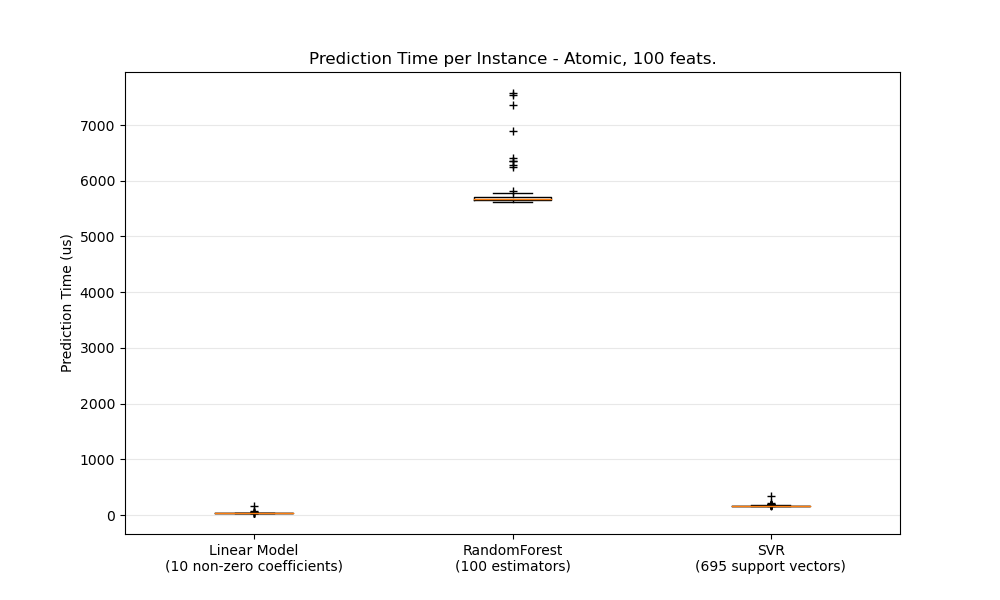 Prediction Time per Instance - Atomic, 100 feats.
Prediction Time (us)
7000
6000
5000
4000
3000
2000
1000
0
Linear Model
(10 non-zero coefficients)
RandomForest
(100 estimators)
SVR
(695 support vectors)